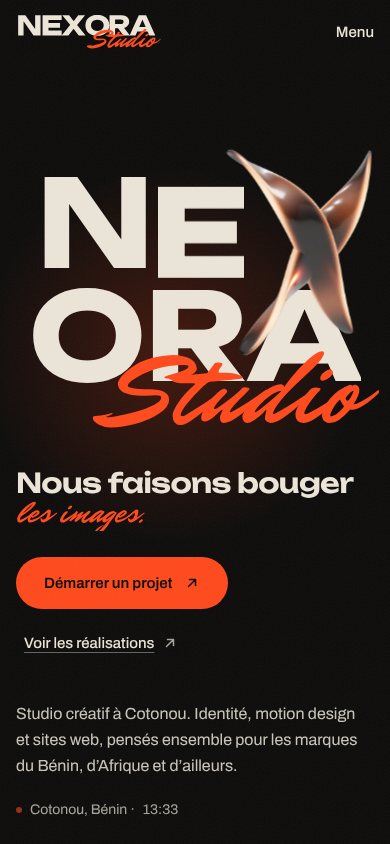 NEXORA
Studio
Menu
NEX
ORA
Studio
Nous faisons bouger
les images.
Démarrer un projet ↗
Voir les réalisations ↗
Studio créatif à Cotonou. Identité, motion design
et sites web, pensés ensemble pour les marques
du Bénin, d’Afrique et d’ailleurs.
Cotonou, Bénin · 13:33